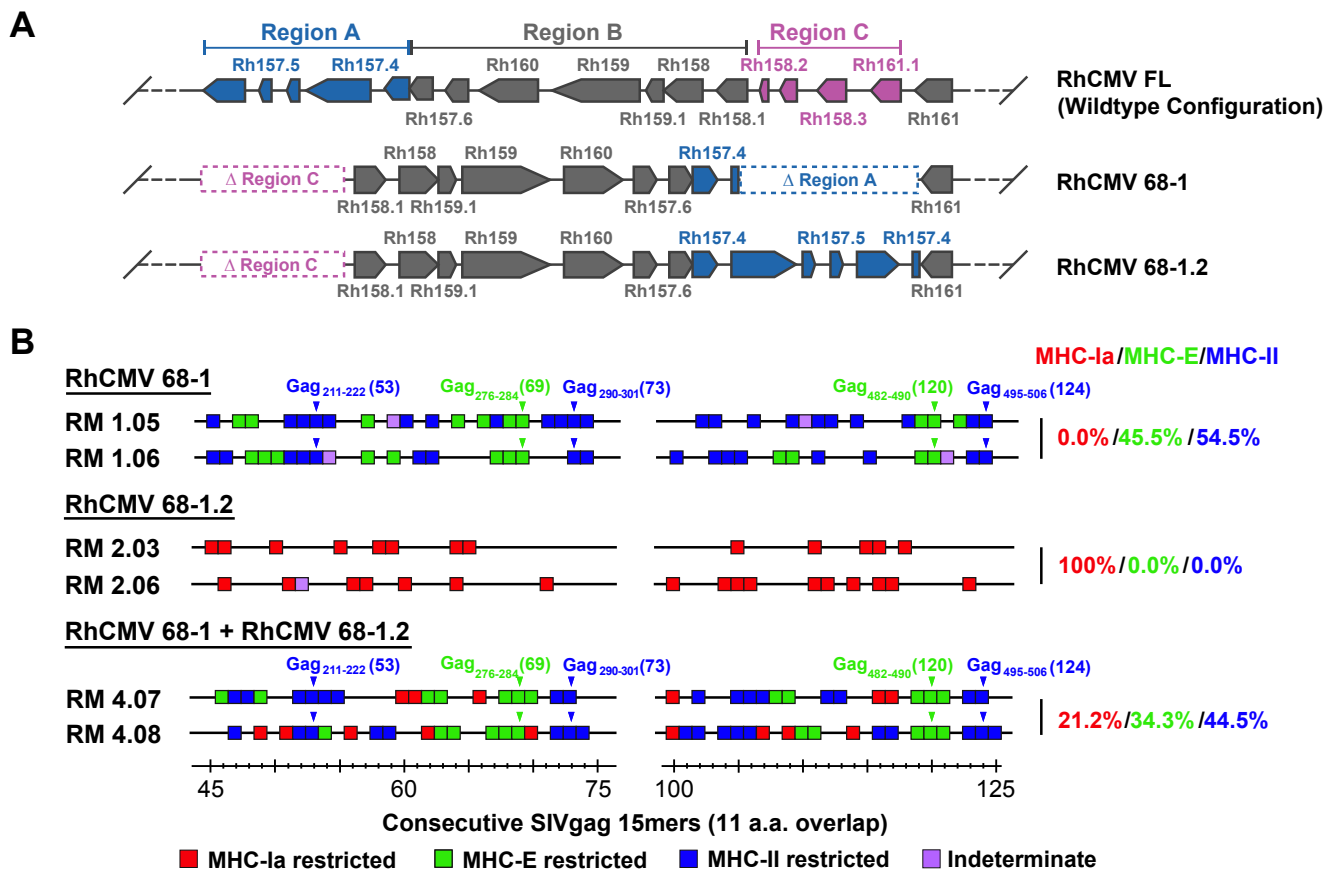 A
Region A Region B Region C
Rh157.5 Rh157.4 Rh160 Rh159 Rh158 Rh158.2 Rh161.1
Rh157.6 Rh159.1 Rh158.1 Rh158.3 Rh161
RhCMV FL
(Wildtype Configuration)
Rh158 Rh159 Rh160 Rh157.4
Δ Region C Δ Region A
Rh158.1 Rh159.1 Rh157.6 Rh161
RhCMV 68-1
Rh158 Rh159 Rh160 Rh157.4 Rh157.5 Rh157.4
Δ Region C
Rh158.1 Rh159.1 Rh157.6 Rh161
RhCMV 68-1.2
B
MHC-Ia/MHC-E/MHC-II
RhCMV 68-1
Gag211-222 (53) Gag276-284(69) Gag290-301(73) Gag482-490(120) Gag495-506 (124)
RM 1.05
RM 1.06
0.0%/45.5%/54.5%
RhCMV 68-1.2
RM 2.03
RM 2.06
100%/0.0%/0.0%
RhCMV 68-1 + RhCMV 68-1.2
Gag211-222 (53) Gag276-284(69) Gag290-301(73) Gag482-490(120) Gag495-506 (124)
RM 4.07
RM 4.08
21.2%/34.3%/44.5%
45 60 75 100 125
Consecutive SIVgag 15mers (11 a.a. overlap)
MHC-Ia restricted MHC-E restricted MHC-II restricted Indeterminate